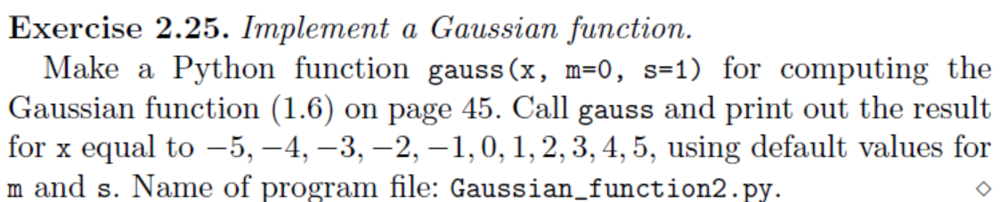 Exercise 2.25. Implement a Gaussian function.
Make a Python function gauss(x, m=0, s=1) for computing the
Gaussian function (1.6) on page 45. Call gauss and print out the result
for x equal to −5, −4, −3, −2, −1, 0, 1, 2, 3, 4, 5, using default values for
m and s. Name of program file: Gaussian_function2.py. ◇